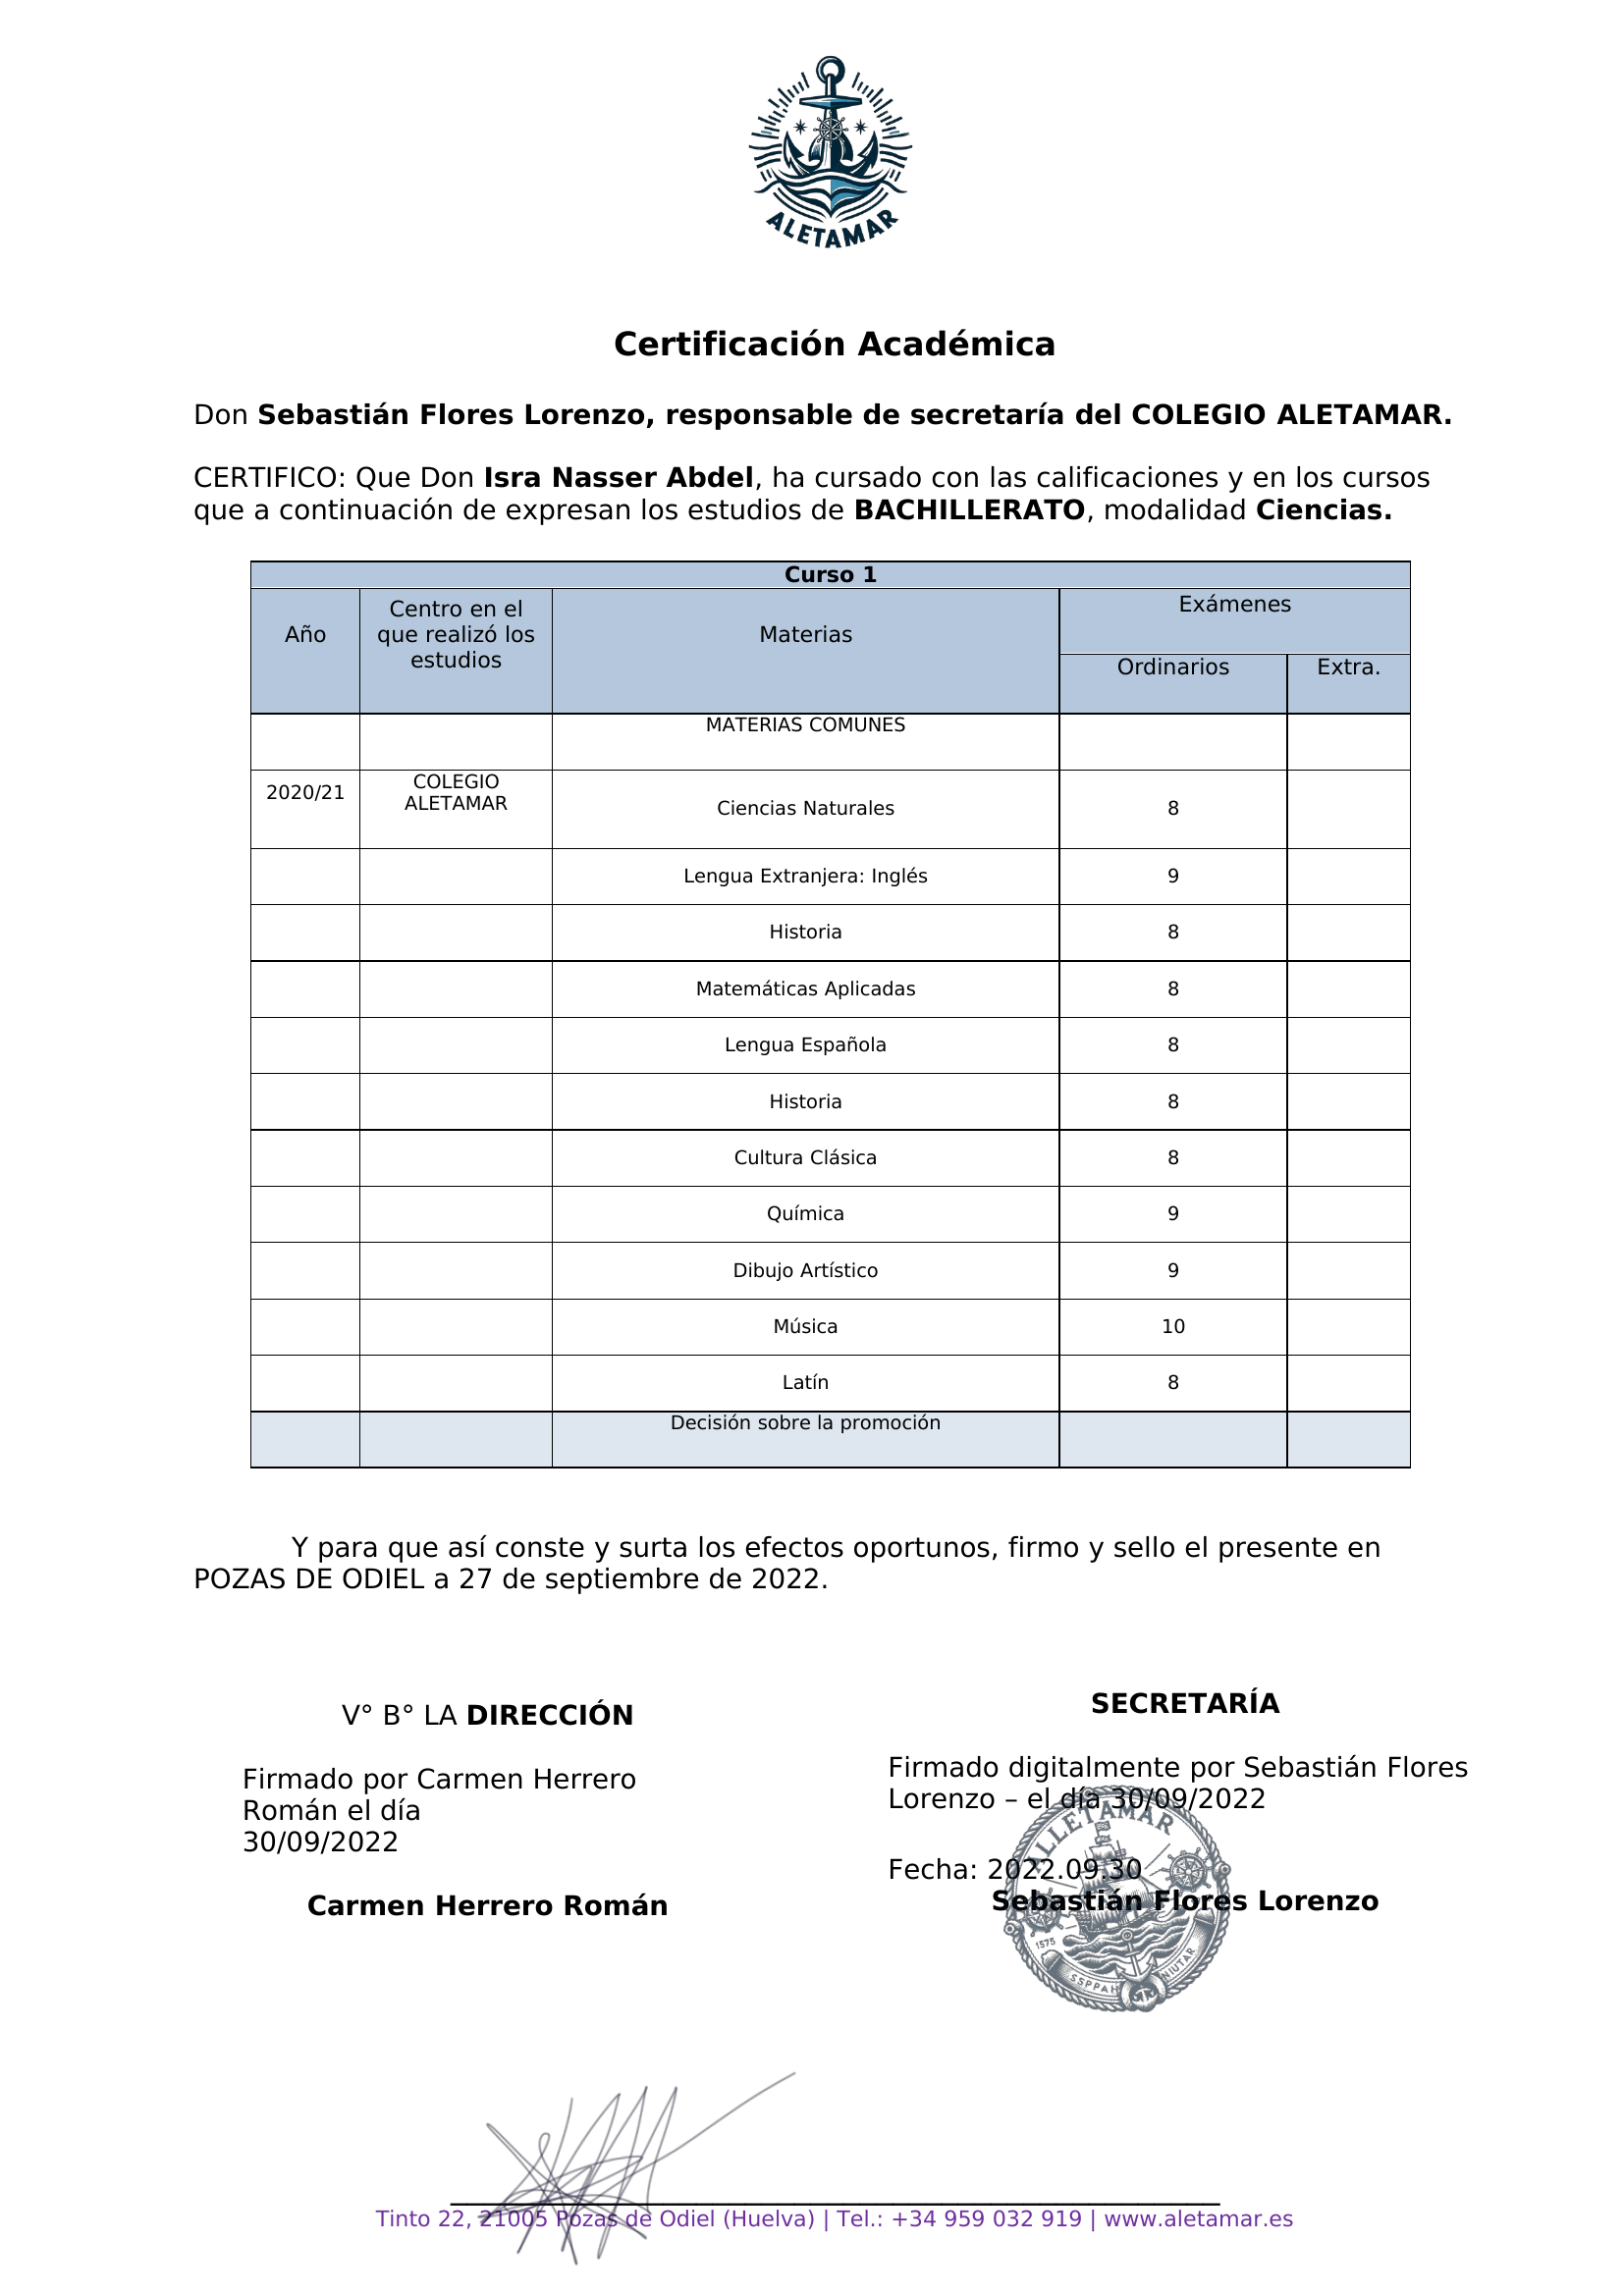 ALETAMAR
Certificación Académica
Don Sebastián Flores Lorenzo, responsable de secretaría del COLEGIO ALETAMAR.
CERTIFICO: Que Don Isra Nasser Abdel, ha cursado con las calificaciones y en los cursos
que a continuación de expresan los estudios de BACHILLERATO, modalidad Ciencias.
Curso 1
Año
Centro en el
que realizó los
estudios
Materias
Exámenes
Ordinarios
Extra.
MATERIAS COMUNES
2020/21
COLEGIO
ALETAMAR
Ciencias Naturales 8
Lengua Extranjera: Inglés 9
Historia 8
Matemáticas Aplicadas 8
Lengua Española 8
Historia 8
Cultura Clásica 8
Química 9
Dibujo Artístico 9
Música 10
Latín 8
Decisión sobre la promoción
Y para que así conste y surta los efectos oportunos, firmo y sello el presente en
POZAS DE ODIEL a 27 de septiembre de 2022.
V° B° LA DIRECCIÓN
Firmado por Carmen Herrero
Román el día
30/09/2022
Carmen Herrero Román
SECRETARÍA
Firmado digitalmente por Sebastián Flores
Lorenzo – el día 30/09/2022
Fecha: 2022.09.30
Sebastián Flores Lorenzo
ALLETAMAR
1575
SSPPAH
NIUTAR
Tinto 22, 21005 Pozas de Odiel (Huelva) | Tel.: +34 959 032 919 | www.aletamar.es